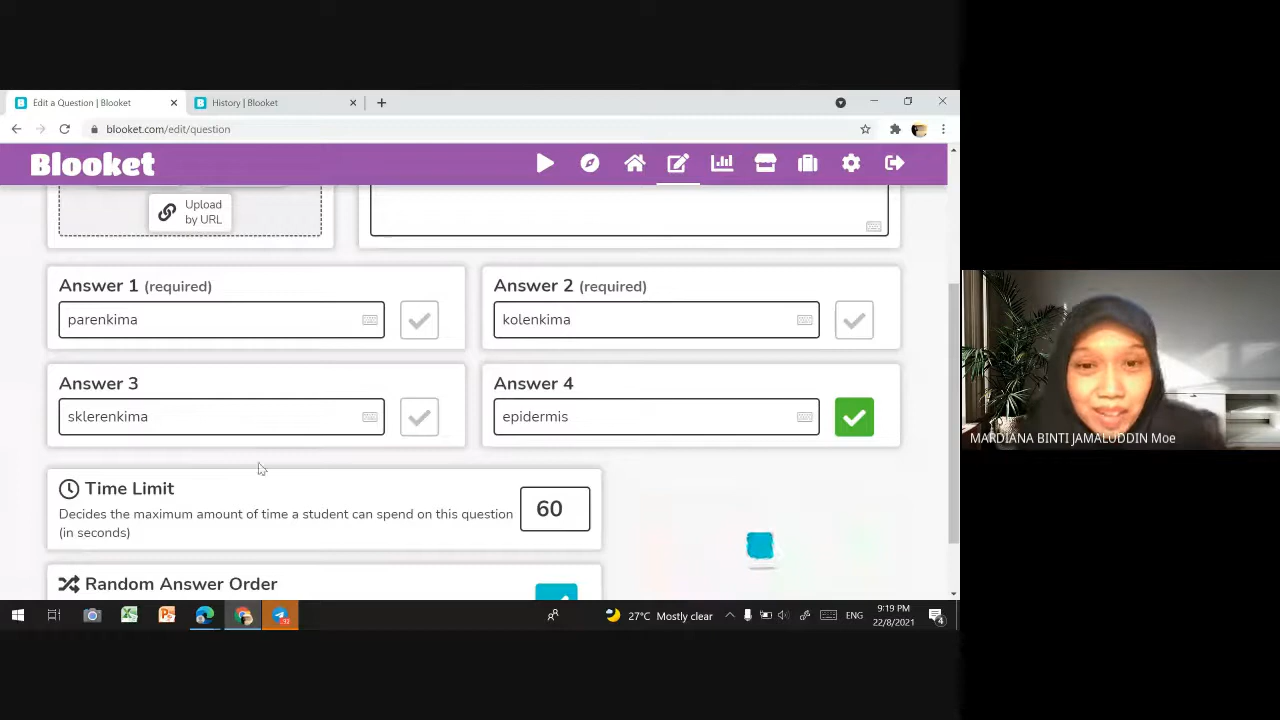 Edit a Question | Blooket
History | Blooket
blooket.com/edit/question
Blooket
Upload
by URL
Answer 1 (required)
parenkima
Answer 2 (required)
kolenkima
Answer 3
sklerenkima
Answer 4
epidermis
Time Limit
60
Decides the maximum amount of time a student can spend on this question
(in seconds)
Random Answer Order
MARDIANA BINTI JAMALUDDIN Moe
27°C Mostly clear
ENG
9:19 PM
22/8/2021
4